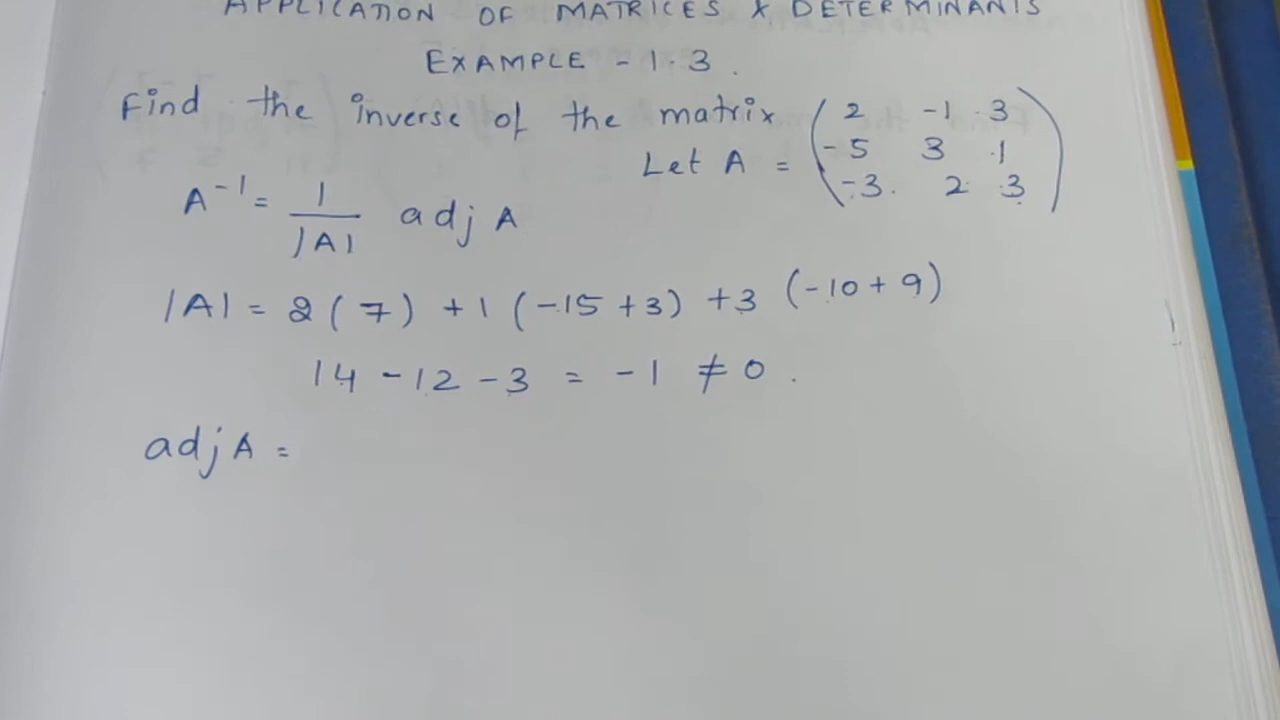 APPLICATION OF MATRICES & DETERMINANTS
EXAMPLE - 1.3.
Find the inverse of the matrix
Let A = ( 2 -1 3
-5 3 1
-3 2 3 )
A⁻¹ = 1/|A| adj A
|A| = 2(7) + 1(-15+3) +3 (-10+9)
14 -12 -3 = -1 ≠ 0.
adj A =